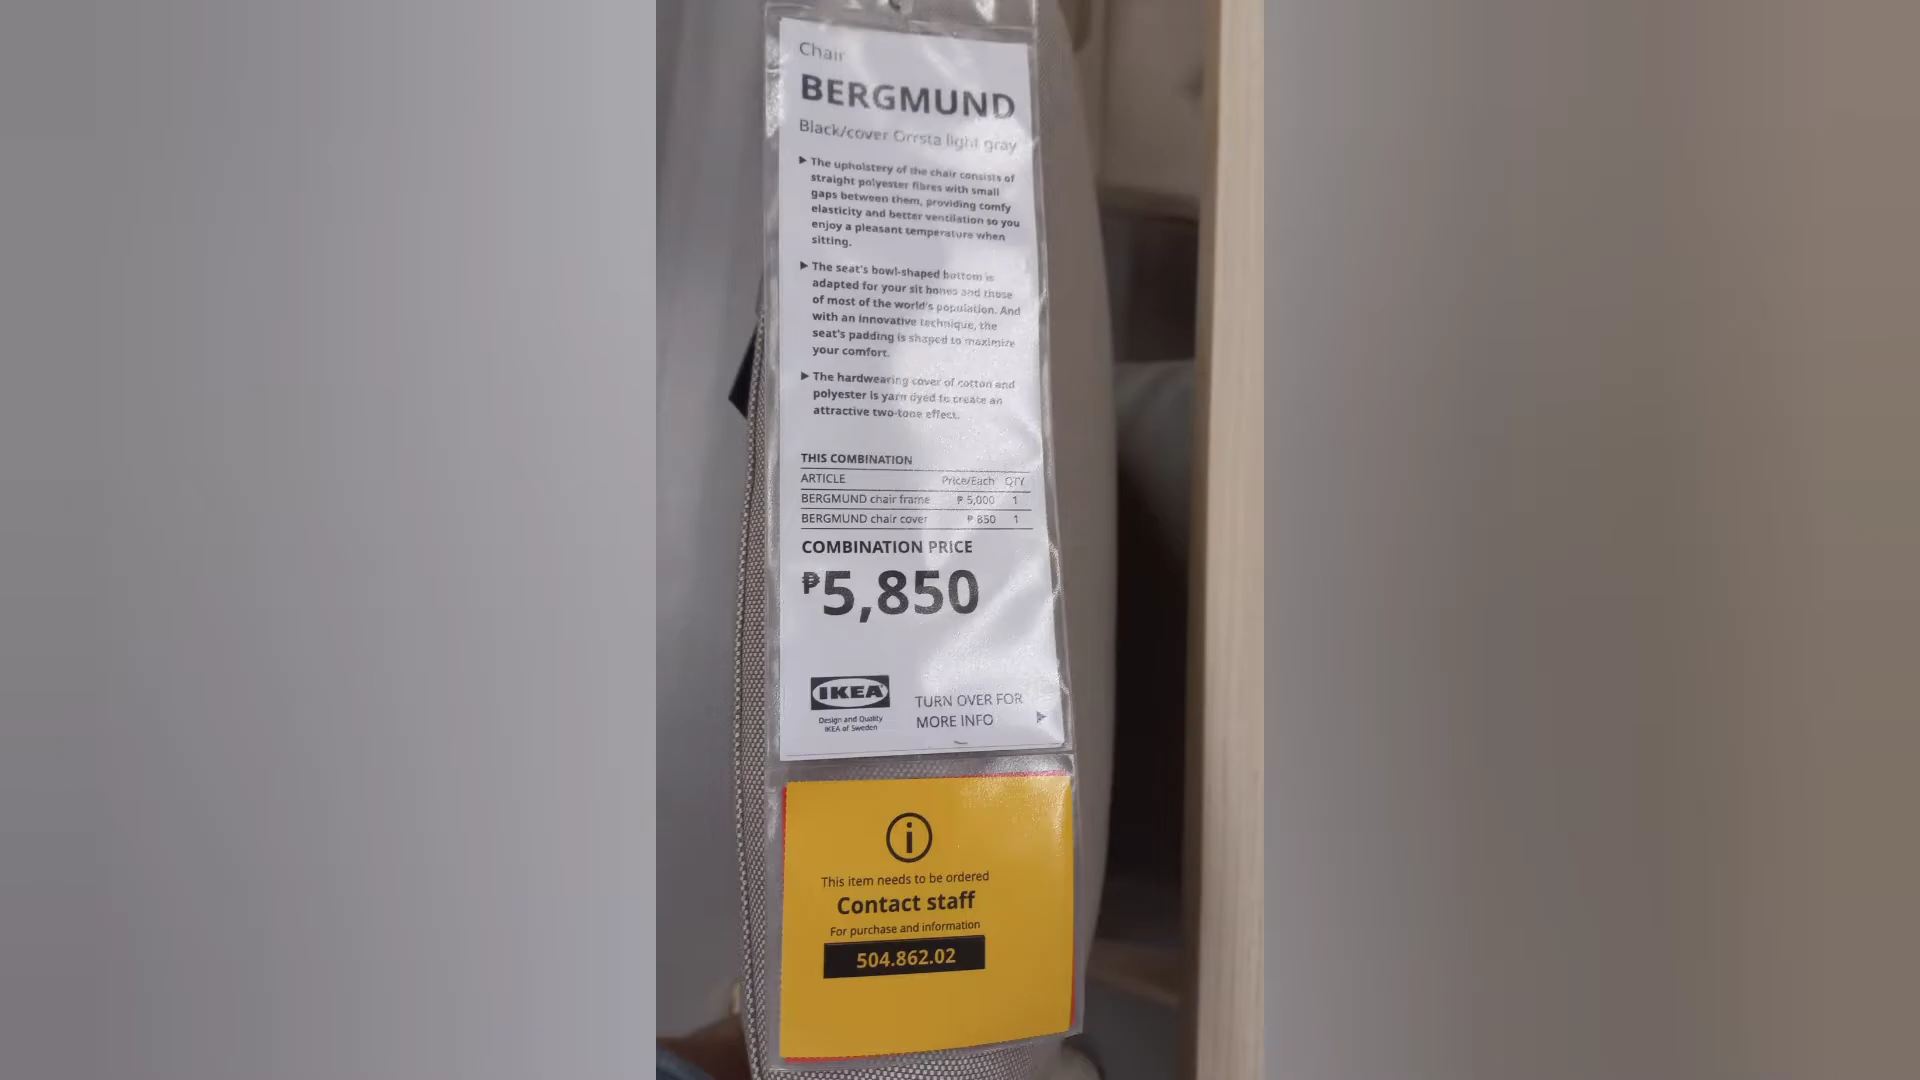 Chair
BERGMUND
Black/cover Orrsta light gray
▶ The upholstery of the chair consists of
straight polyester fibres with small
gaps between them, providing comfy
elasticity and better ventilation so you
enjoy a pleasant temperature when
sitting.
▶ The seat's bowl-shaped bottom is
adapted for your sit bones and those
of most of the world's population. And
with an innovative technique, the
seat's padding is shaped to maximize
your comfort.
▶ The hardwearing cover of cotton and
polyester is yarn dyed to create an
attractive two-tone effect.
THIS COMBINATION
ARTICLE Price/Each QTY
BERGMUND chair frame ₱ 5,000 1
BERGMUND chair cover ₱ 850 1
COMBINATION PRICE
₱5,850
IKEA
Design and Quality
IKEA of Sweden
TURN OVER FOR
MORE INFO ▶
i
This item needs to be ordered
Contact staff
For purchase and information
504.862.02